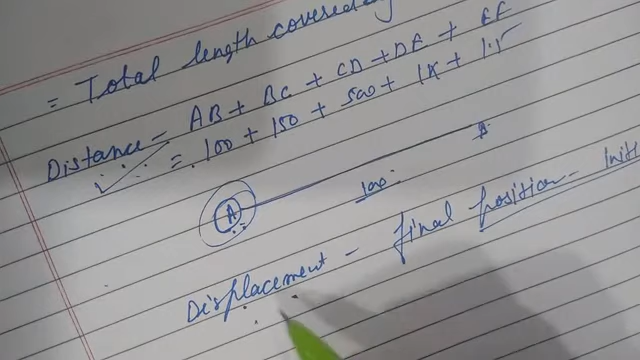 = Total length covered
Distance = AB + BC + CD + DE + EF
= 100 + 150 + 500 + 1K + 1.5
A
100
Displacement - final position - Initi